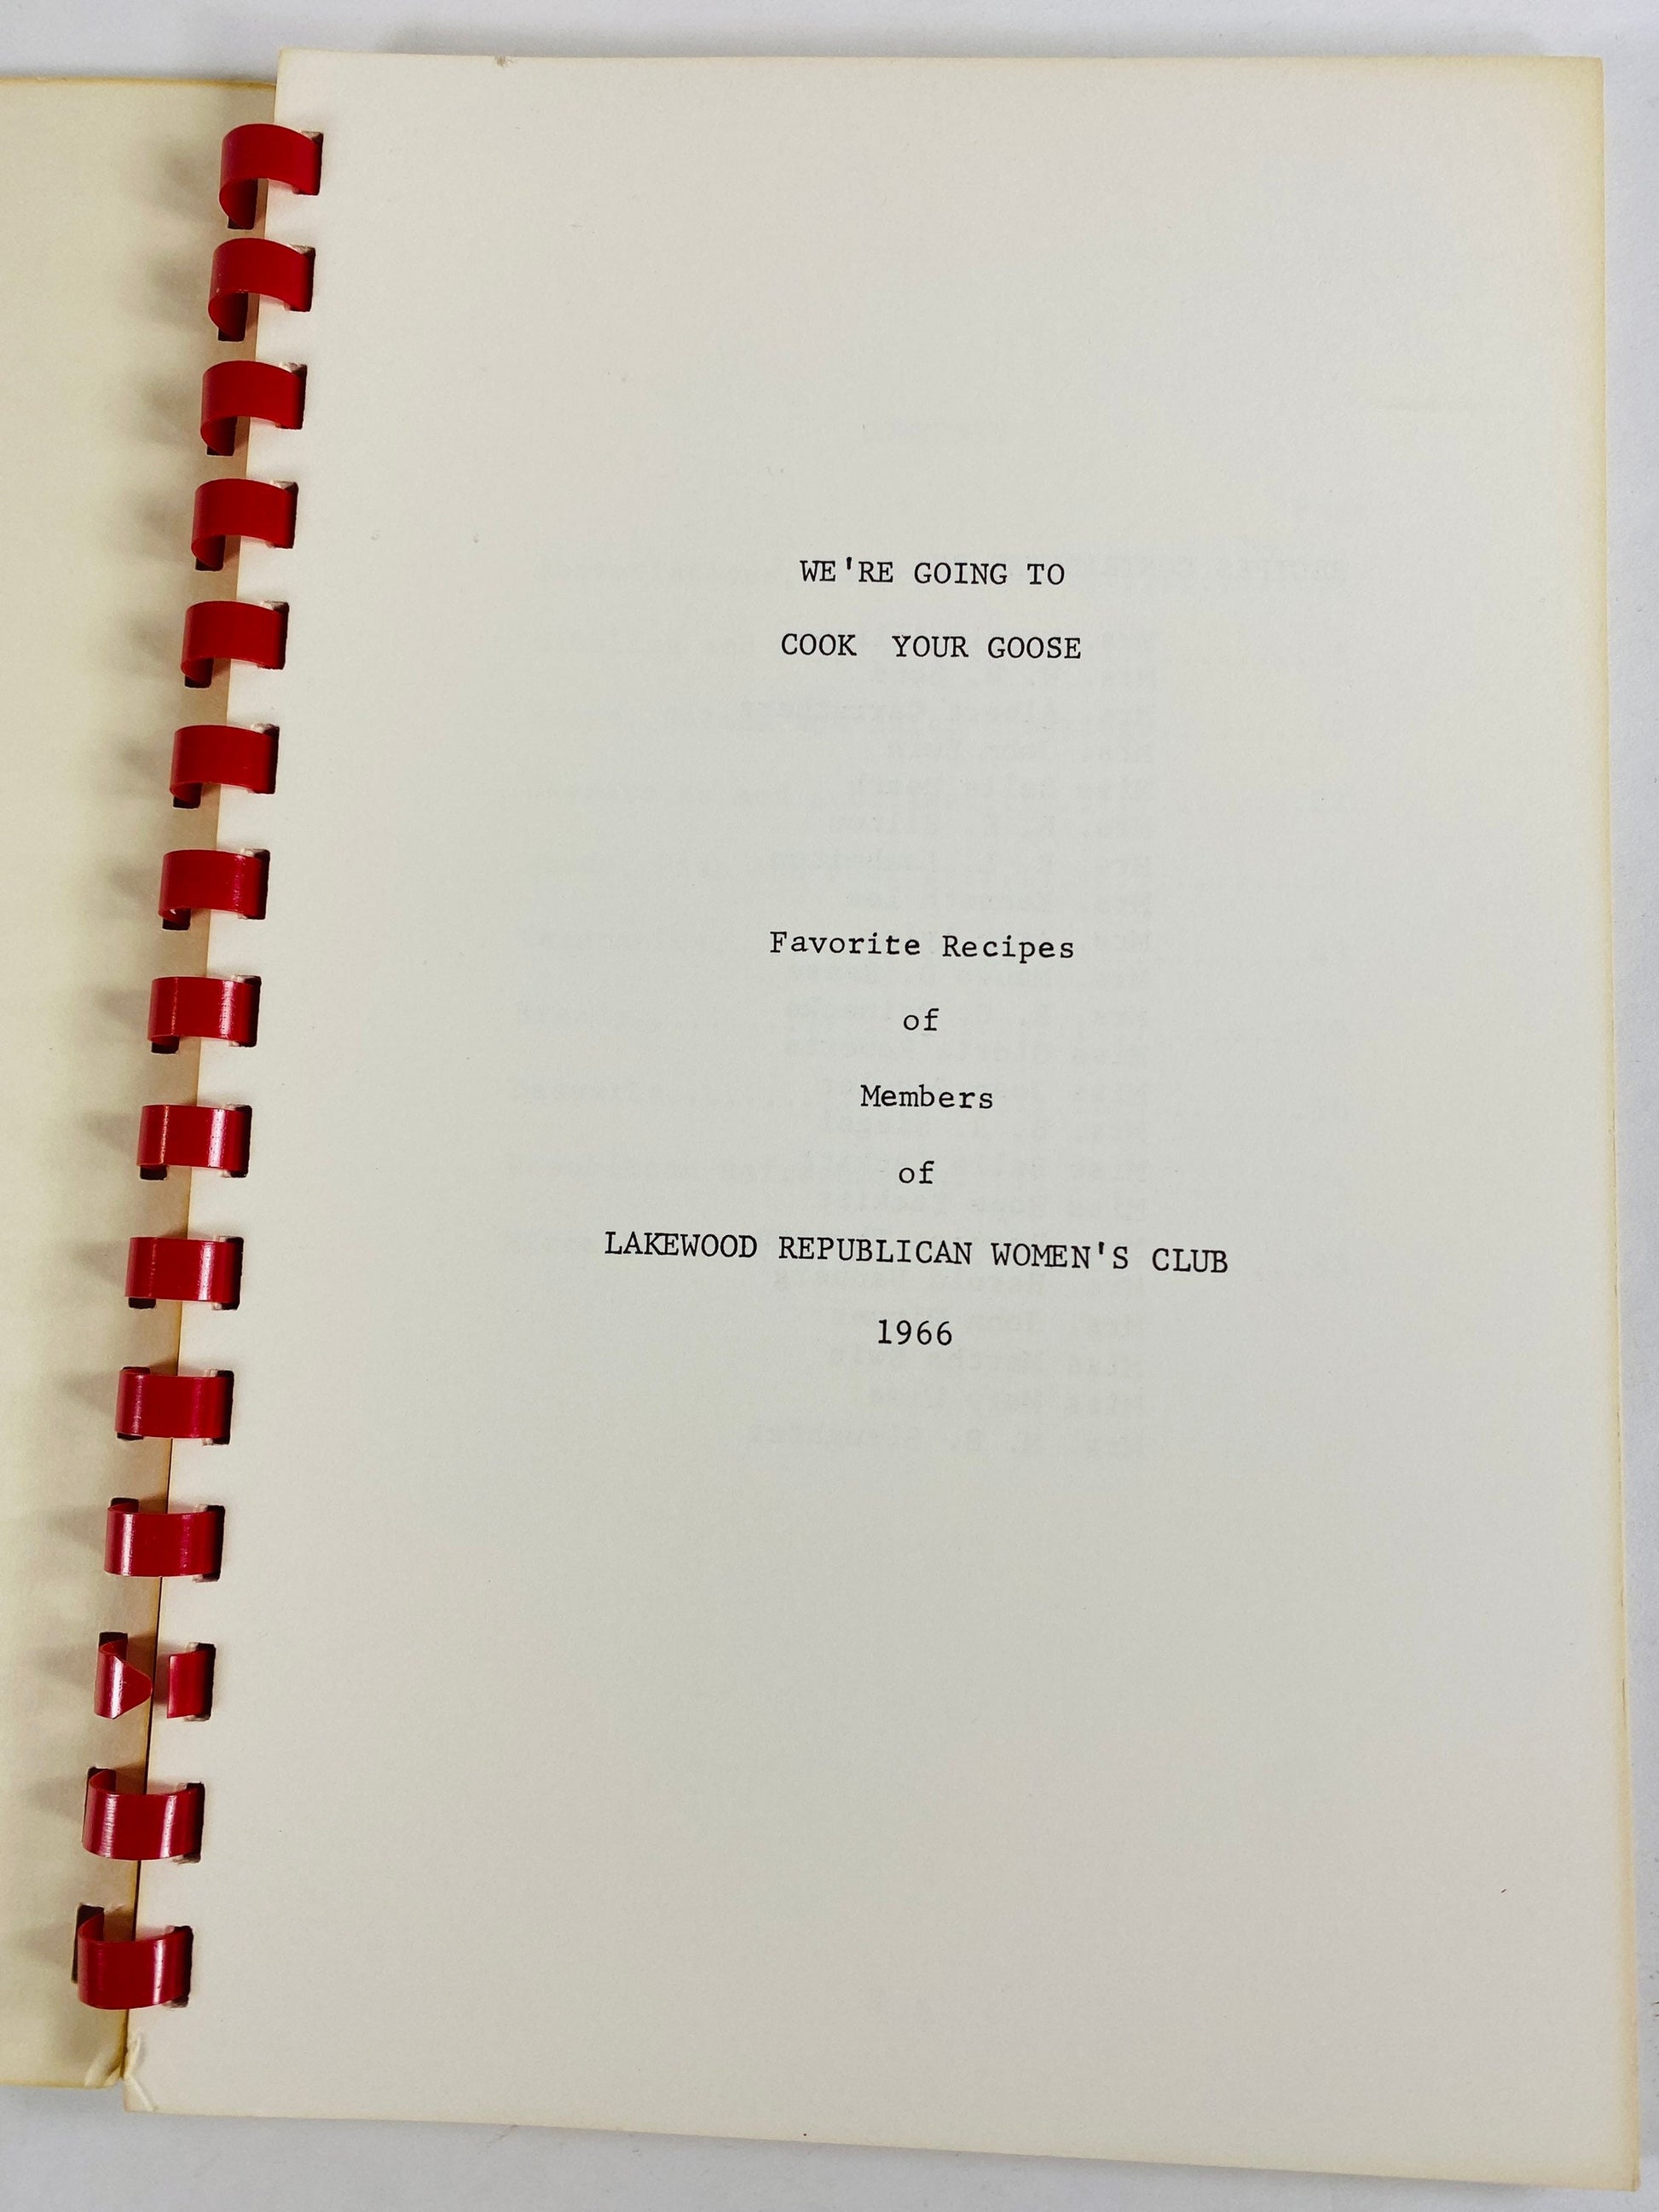 WE'RE GOING TO
COOK  YOUR GOOSE
Favorite Recipes
of
Members
of
LAKEWOOD REPUBLICAN WOMEN'S CLUB
1966